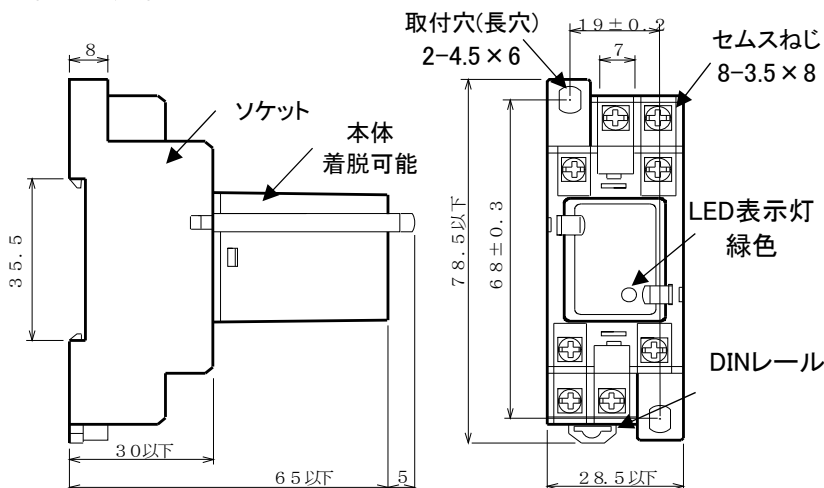 取付穴(長穴)
2-4.5×6
19±0.2
7
セムスねじ
8-3.5×8
8
ソケット
本体
着脱可能
35.5
78.5以下
68±0.3
LED表示灯
緑色
DINレール
30以下
65以下
5
28.5以下